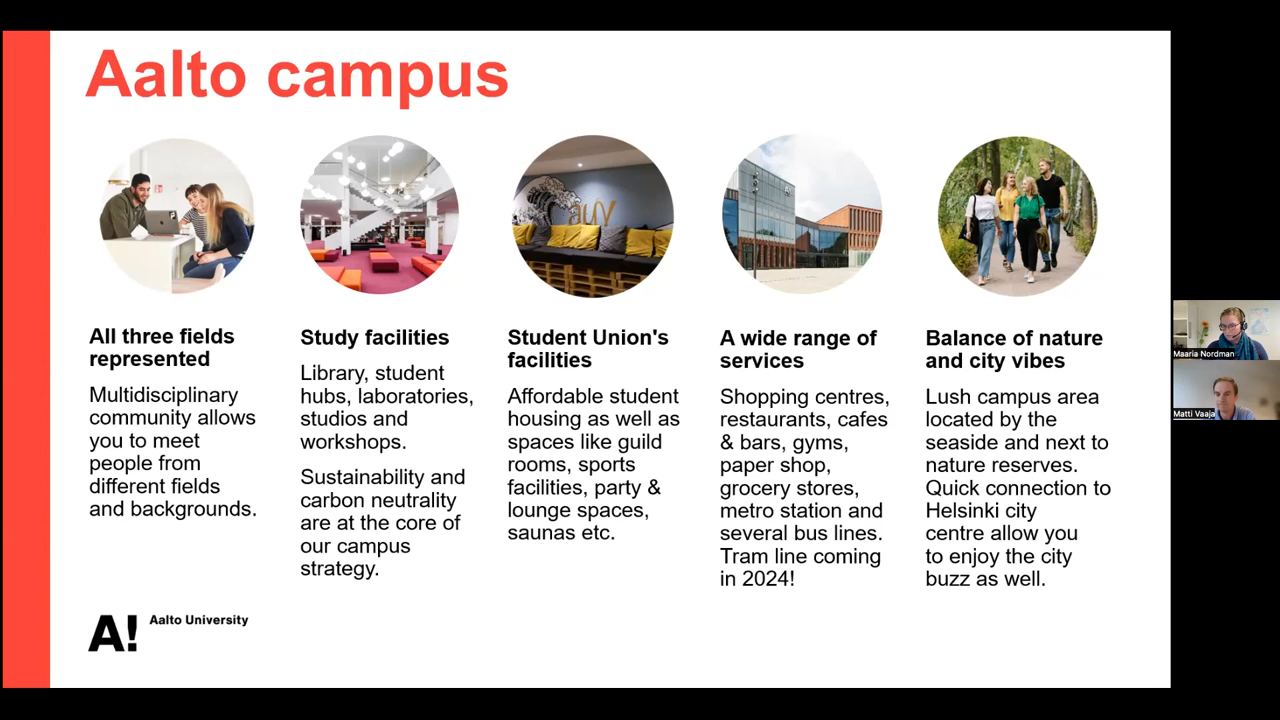 Aalto campus
auy
All three fields
represented
Multidisciplinary
community allows
you to meet
people from
different fields
and backgrounds.
Study facilities
Library, student
hubs, laboratories,
studios and
workshops.
Sustainability and
carbon neutrality
are at the core of
our campus
strategy.
Student Union's
facilities
Affordable student
housing as well as
spaces like guild
rooms, sports
facilities, party &
lounge spaces,
saunas etc.
A wide range of
services
Shopping centres,
restaurants, cafes
& bars, gyms,
paper shop,
grocery stores,
metro station and
several bus lines.
Tram line coming
in 2024!
Balance of nature
and city vibes
Lush campus area
located by the
seaside and next to
nature reserves.
Quick connection to
Helsinki city
centre allow you
to enjoy the city
buzz as well.
A! Aalto University
Maaria Nordman
Matti Vaaja